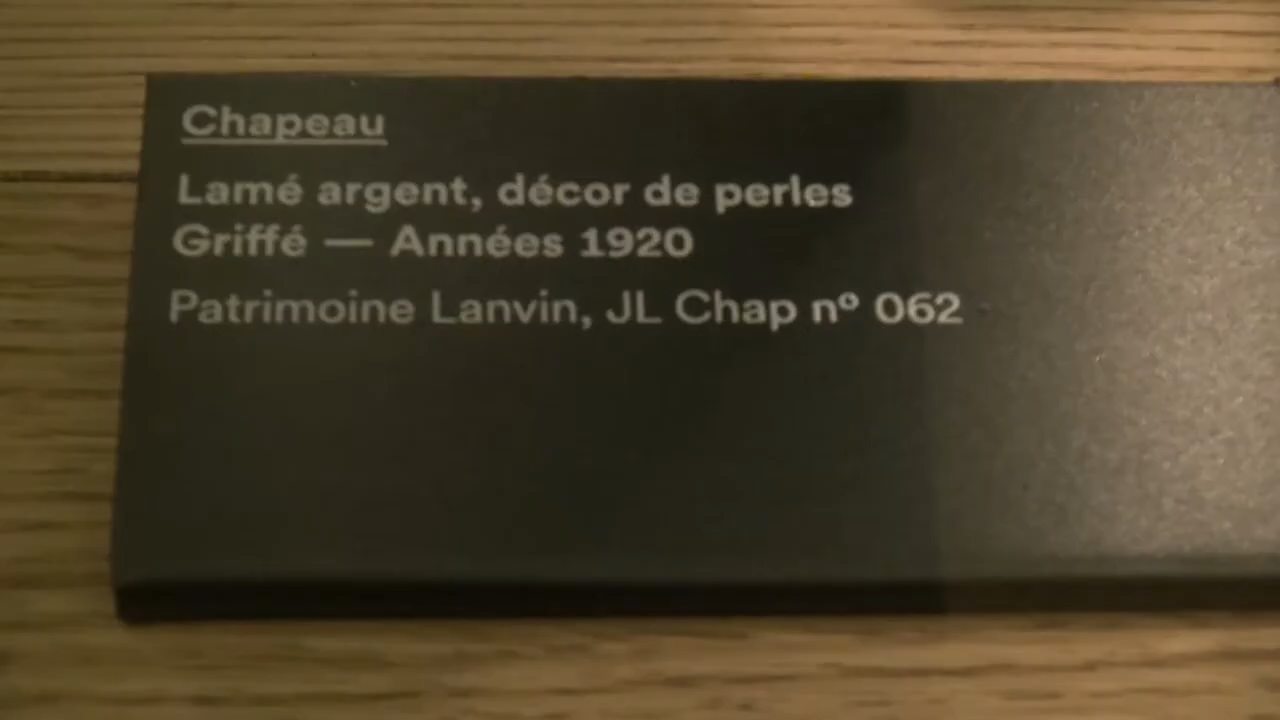 Chapeau
Lamé argent, décor de perles
Griffé — Années 1920
Patrimoine Lanvin, JL Chap nº 062